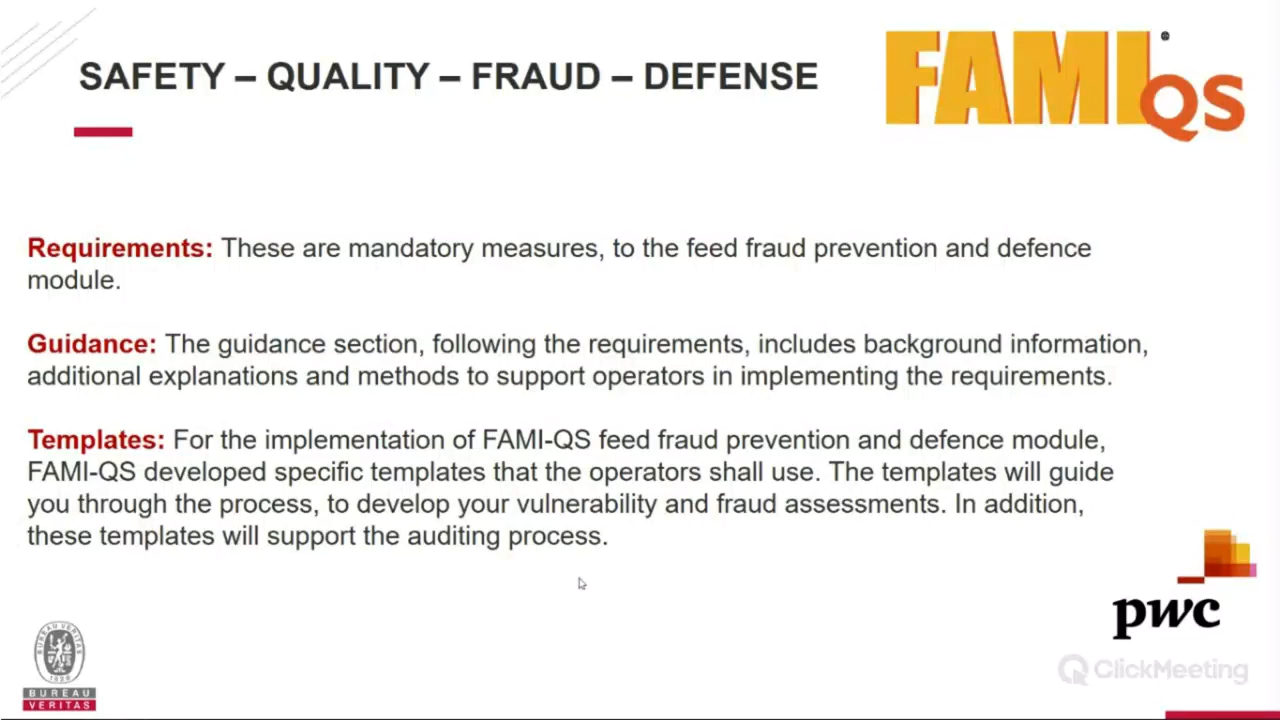 SAFETY – QUALITY – FRAUD – DEFENSE
FAMI QS
Requirements: These are mandatory measures, to the feed fraud prevention and defence
module.
Guidance: The guidance section, following the requirements, includes background information,
additional explanations and methods to support operators in implementing the requirements.
Templates: For the implementation of FAMI-QS feed fraud prevention and defence module,
FAMI-QS developed specific templates that the operators shall use. The templates will guide
you through the process, to develop your vulnerability and fraud assessments. In addition,
these templates will support the auditing process.
pwc
ClickMeeting
BUREAU VERITAS
1828
BUREAU
VERITAS